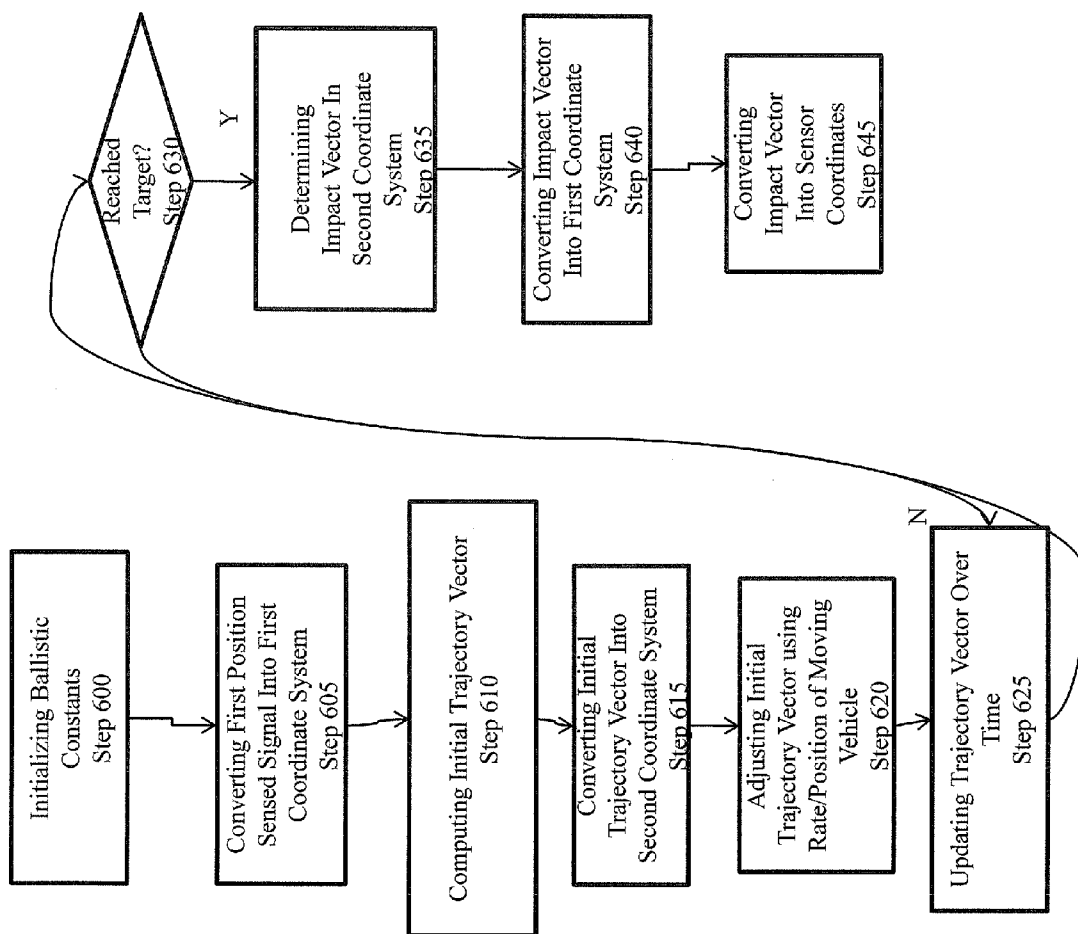 Initializing Ballistic
Constants
Step 600
Converting First Position
Sensed Signal Into First
Coordinate System
Step 605
Computing Initial Trajectory Vector
Step 610
Converting Initial
Trajectory Vector Into
Second Coordinate System
Step 615
Adjusting Initial
Trajectory Vector using
Rate/Position of Moving
Vehicle
Step 620
Updating Trajectory Vector Over
Time
Step 625
N
Reached
Target?
Step 630
Y
Determining
Impact Vector In
Second Coordinate
System
Step 635
Converting Impact Vector
Into First Coordinate
System
Step 640
Converting
Impact Vector
Into Sensor
Coordinates
Step 645